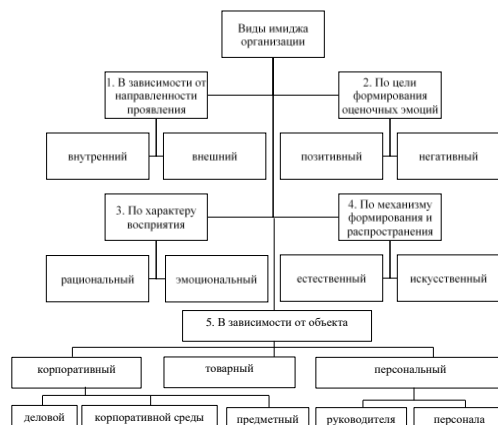 Виды имиджа
организации
1. В зависимости от
направленности
проявления
2. По цели
формирования
оценочных эмоций
внутренний
внешний
позитивный
негативный
3. По характеру
восприятия
4. По механизму
формирования и
распространения
рациональный
эмоциональный
естественный
искусственный
5. В зависимости от объекта
корпоративный
товарный
персональный
деловой
корпоративной среды
предметный
руководителя
персонала